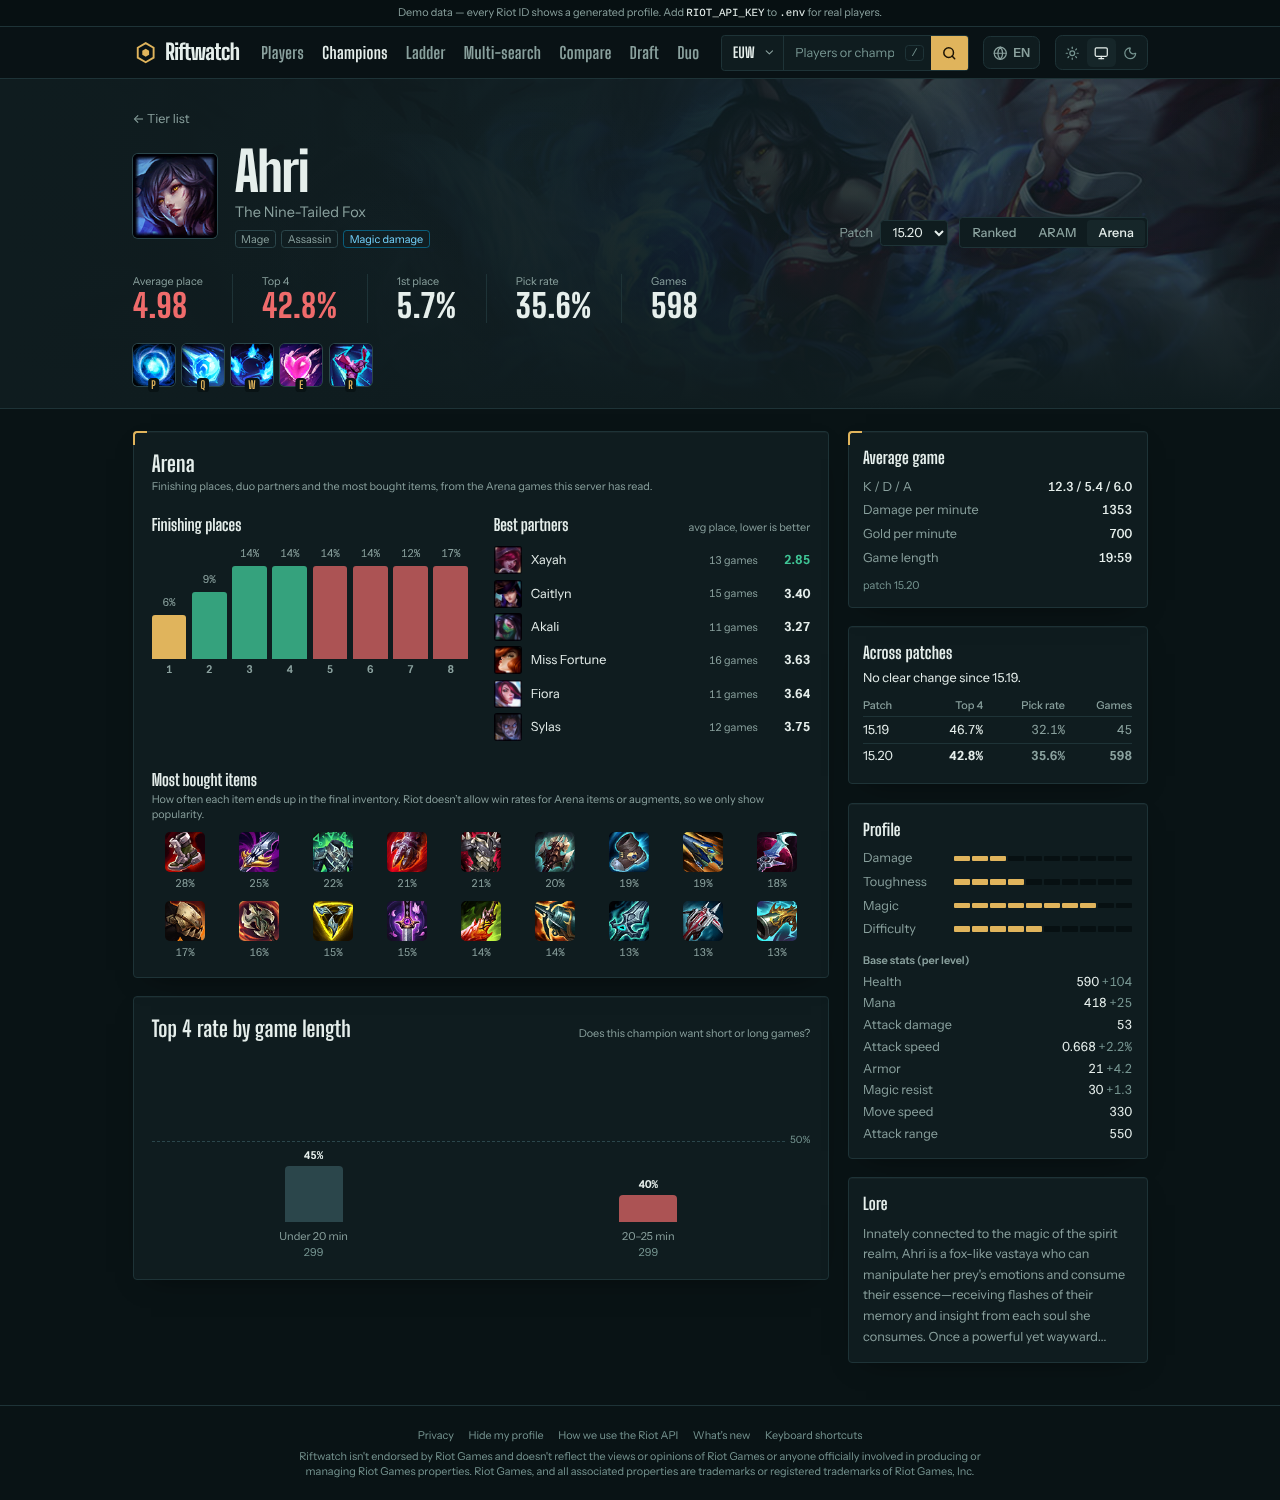 Demo data — every Riot ID shows a generated profile. Add RIOT_API_KEY to .env for real players.
Riftwatch Players Champions Ladder Multi-search Compare Draft Duo EUW Players or champ / EN
← Tier list
Ahri
The Nine-Tailed Fox
Mage Assassin Magic damage
Patch 15.20 Ranked ARAM Arena
Average place Top 4 1st place Pick rate Games
4.98 42.8% 5.7% 35.6% 598
P Q W E R
Arena
Finishing places, duo partners and the most bought items, from the Arena games this server has read.
Finishing places
14% 14% 14% 14% 12% 17%
9%
6%
1 2 3 4 5 6 7 8
Best partners avg place, lower is better
Xayah 13 games 2.85
Caitlyn 15 games 3.40
Akali 11 games 3.27
Miss Fortune 16 games 3.63
Fiora 11 games 3.64
Sylas 12 games 3.75
Most bought items
How often each item ends up in the final inventory. Riot doesn't allow win rates for Arena items or augments, so we only show
popularity.
28% 25% 22% 21% 21% 20% 19% 19% 18%
17% 16% 15% 15% 14% 14% 13% 13% 13%
Top 4 rate by game length Does this champion want short or long games?
50%
45%
40%
Under 20 min 20–25 min
299 299
Average game
K / D / A 12.3 / 5.4 / 6.0
Damage per minute 1353
Gold per minute 700
Game length 19:59
patch 15.20
Across patches
No clear change since 15.19.
Patch Top 4 Pick rate Games
15.19 46.7% 32.1% 45
15.20 42.8% 35.6% 598
Profile
Damage
Toughness
Magic
Difficulty
Base stats (per level)
Health 590 +104
Mana 418 +25
Attack damage 53
Attack speed 0.668 +2.2%
Armor 21 +4.2
Magic resist 30 +1.3
Move speed 330
Attack range 550
Lore
Innately connected to the magic of the spirit
realm, Ahri is a fox-like vastaya who can
manipulate her prey's emotions and consume
their essence—receiving flashes of their
memory and insight from each soul she
consumes. Once a powerful yet wayward...
Privacy Hide my profile How we use the Riot API What's new Keyboard shortcuts
Riftwatch isn't endorsed by Riot Games and doesn't reflect the views or opinions of Riot Games or anyone officially involved in producing or
managing Riot Games properties. Riot Games, and all associated properties are trademarks or registered trademarks of Riot Games, Inc.